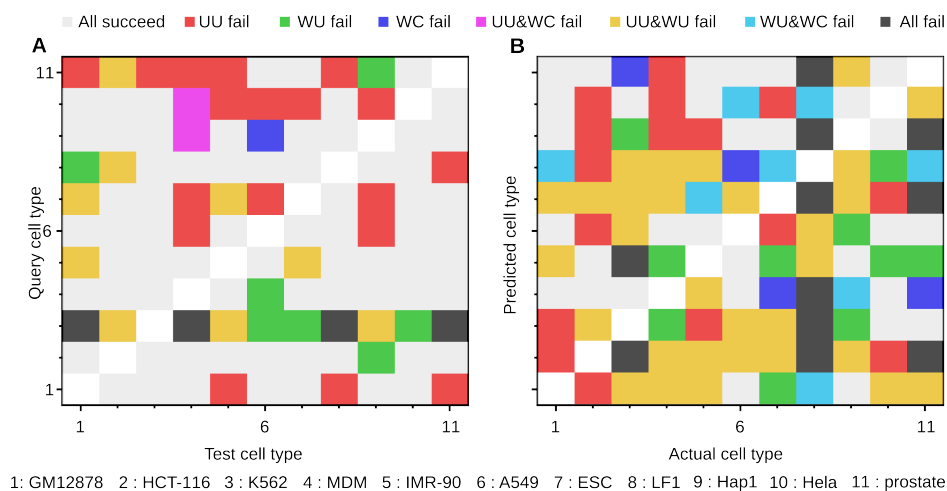 All succeed UU fail WU fail WC fail UU&WC fail UU&WU fail WU&WC fail All fail
A B
11
Query cell type 6 Predicted cell type
1
1 6 11 1 6 11
Test cell type Actual cell type
1: GM12878 2 : HCT-116 3 : K562 4 : MDM 5 : IMR-90 6 : A549 7 : ESC 8 : LF1 9 : Hap1 10 : Hela 11 : prostate